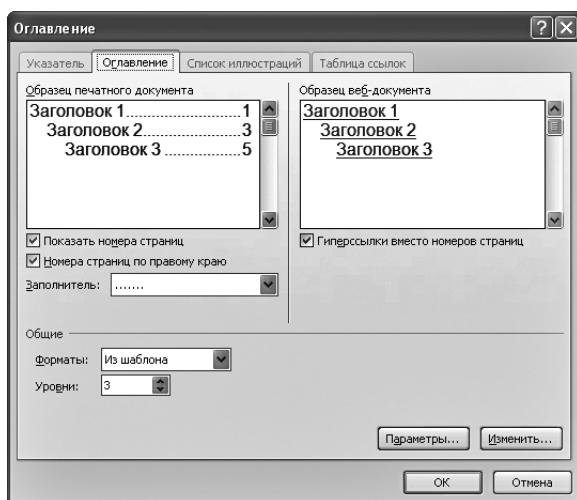 Оглавление
Указатель Оглавление Список иллюстраций Таблица ссылок
Образец печатного документа
Заголовок 1........................1
Заголовок 2....................3
Заголовок 3................5
Показать номера страниц
Номера страниц по правому краю
Заполнитель: .......
Образец веб-документа
Заголовок 1
Заголовок 2
Заголовок 3
Гиперссылки вместо номеров страниц
Общие
Форматы: Из шаблона
Уровни: 3
Параметры... Изменить...
ОК Отмена